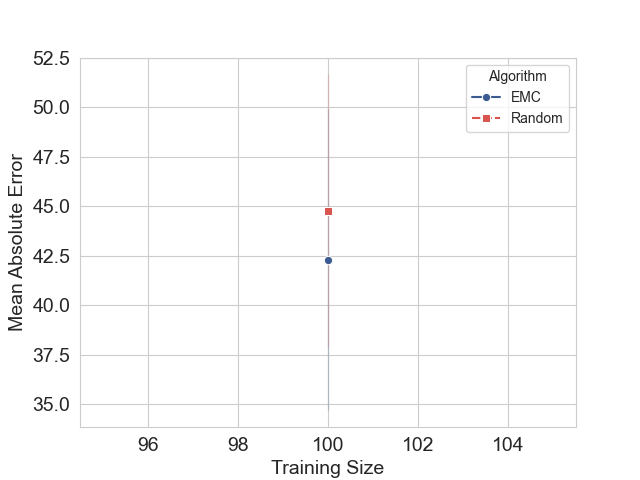 52.5
50.0
47.5
45.0
42.5
40.0
37.5
35.0
Mean Absolute Error
Algorithm
EMC
Random
96 98 100 102 104
Training Size